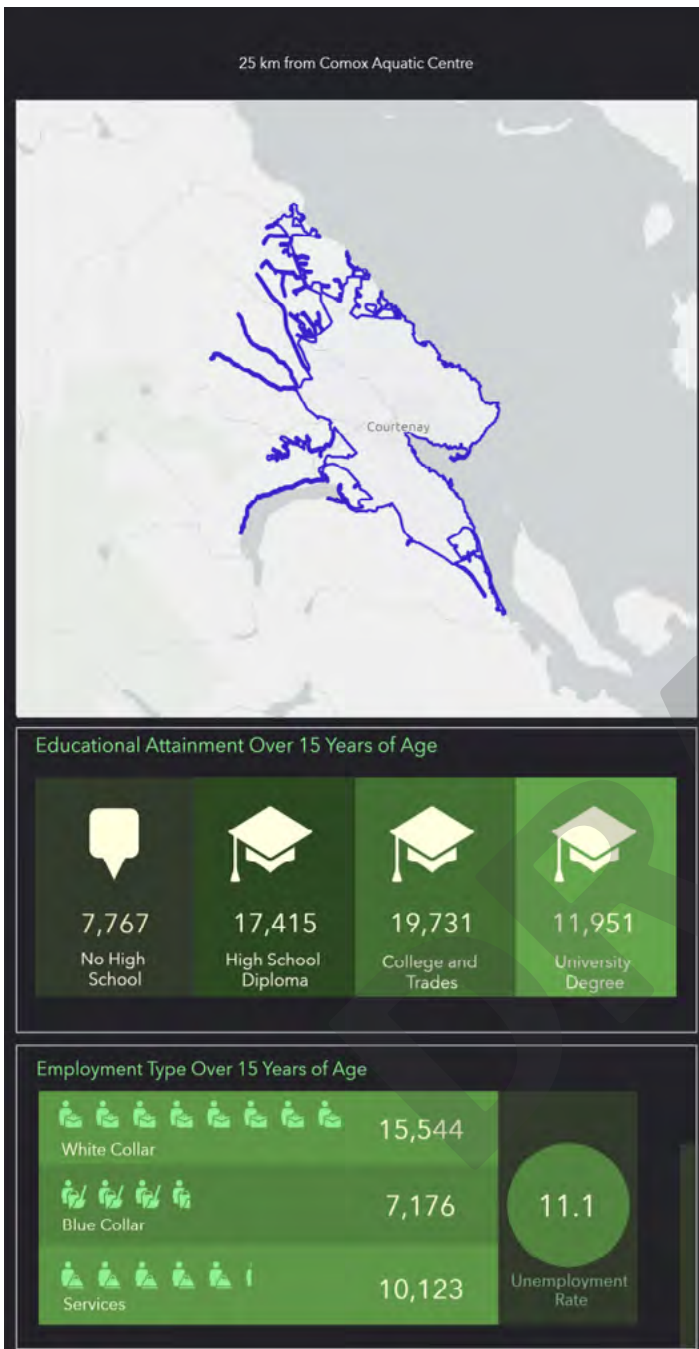 25 km from Comox Aquatic Centre
Courtenay
Educational Attainment Over 15 Years of Age
7,767
No High
School
17,415
High School
Diploma
19,731
College and
Trades
11,951
University
Degree
Employment Type Over 15 Years of Age
15,544
White Collar
7,176
Blue Collar
10,123
Services
11.1
Unemployment
Rate